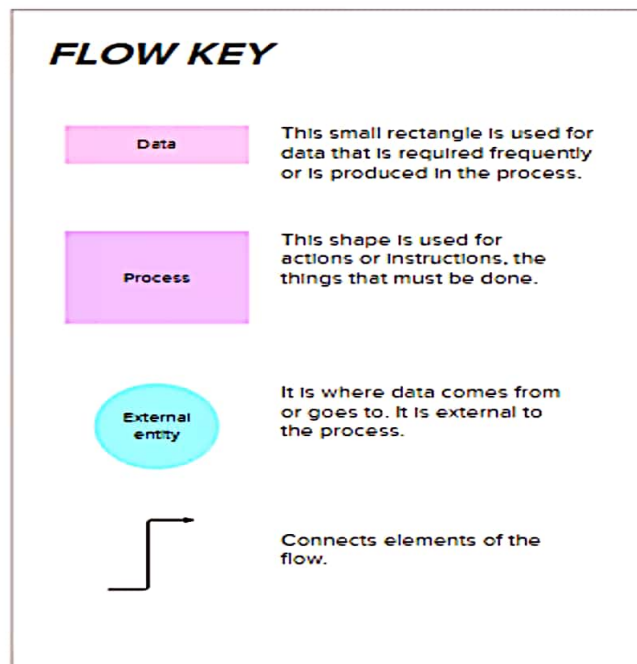 FLOW KEY
Data
This small rectangle is used for
data that is required frequently
or is produced in the process.
Process
This shape is used for
actions or instructions, the
things that must be done.
External
entity
It is where data comes from
or goes to. It is external to
the process.
Connects elements of the
flow.